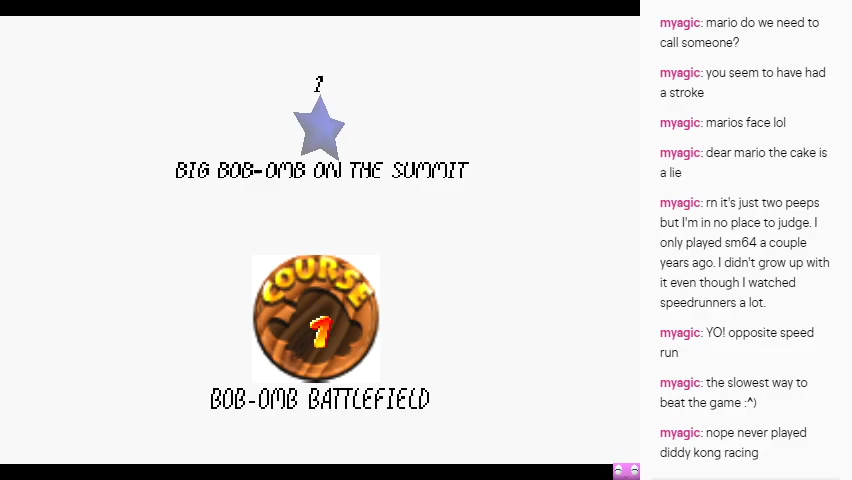 1
BIG BOB-OMB ON THE SUMMIT
COURSE
1
BOB-OMB BATTLEFIELD
myagic: mario do we need to
call someone?
myagic: you seem to have had
a stroke
myagic: marios face lol
myagic: dear mario the cake is
a lie
myagic: rn it's just two peeps
but I'm in no place to judge. I
only played sm64 a couple
years ago. I didn't grow up with
it even though I watched
speedrunners a lot.
myagic: YO! opposite speed
run
myagic: the slowest way to
beat the game :^)
myagic: nope never played
diddy kong racing